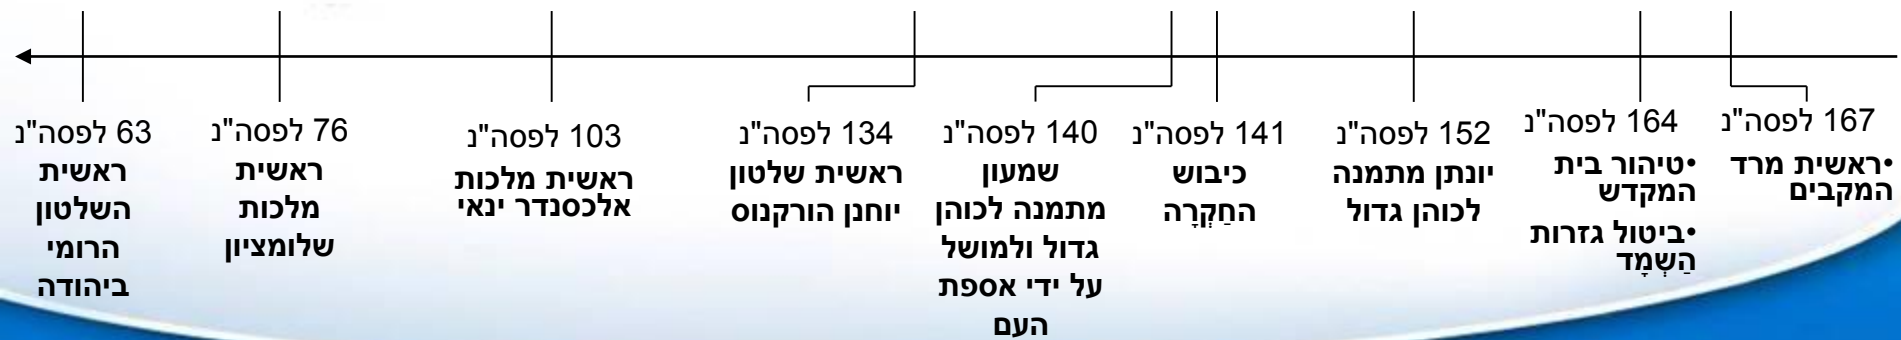 167 לפסה"נ
•ראשית מרד
המקבים
164 לפסה"נ
•טיהור בית
המקדש
•ביטול גזרות
הַשְמָד
152 לפסה"נ
יונתן מתמנה
לכוהן גדול
141 לפסה"נ
כיבוש
החַקְרָה
140 לפסה"נ
שמעון
מתמנה לכוהן
גדול ולמושל
על ידי אספת
העם
134 לפסה"נ
ראשית שלטון
יוחנן הורקנוס
103 לפסה"נ
ראשית מלכות
אלכסנדר ינאי
76 לפסה"נ
ראשית
מלכות
שלומציון
63 לפסה"נ
ראשית
השלטון
הרומי
ביהודה